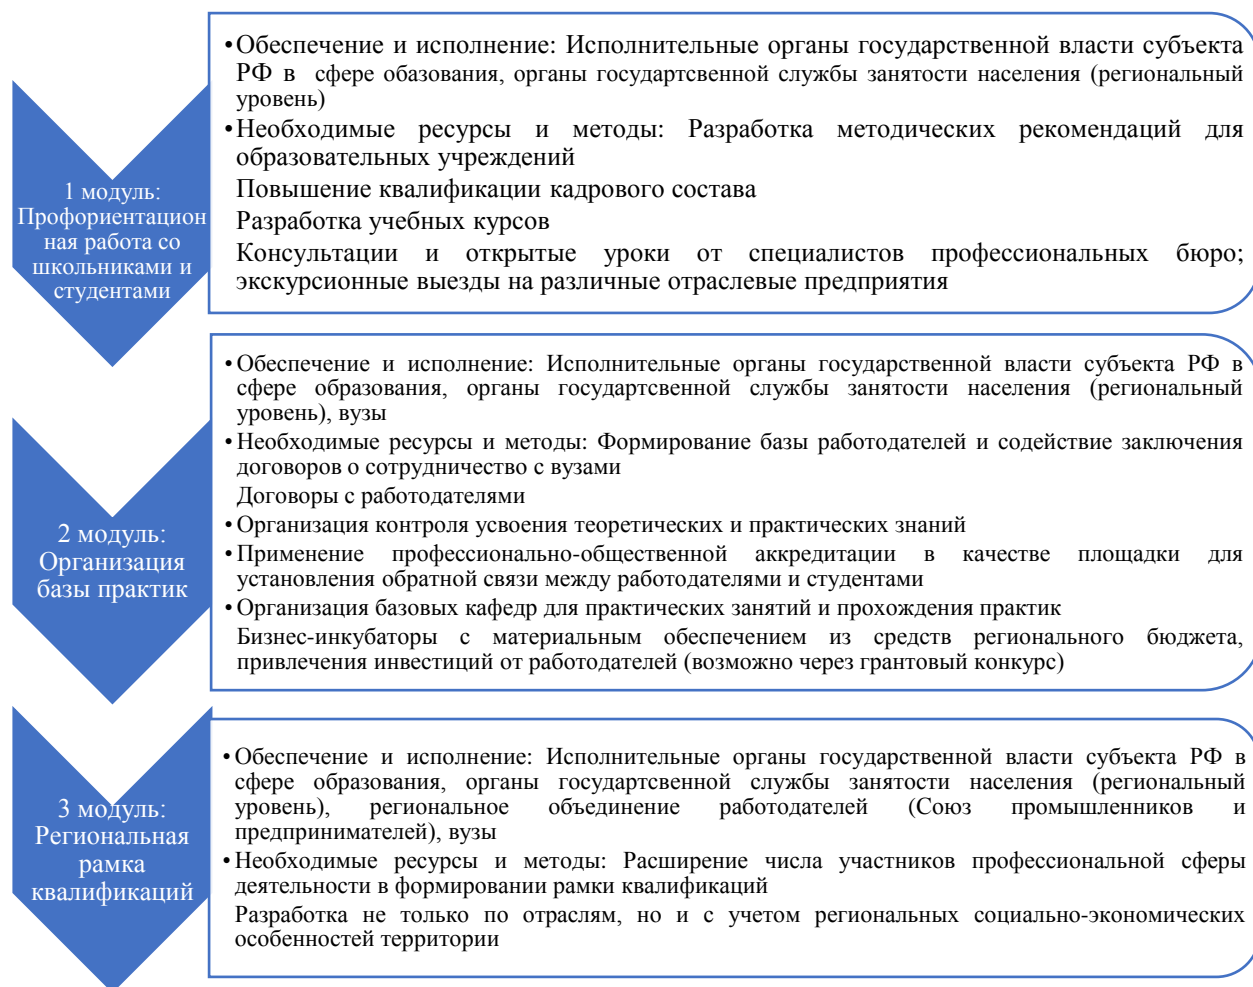 1 модуль:
Профориентацион
ная работа со
школьниками и
студентами
•Обеспечение и исполнение: Исполнительные органы государственной власти субъекта
РФ в сфере обазования, органы государтсвенной службы занятости населения (региональный
уровень)
•Необходимые ресурсы и методы: Разработка методических рекомендаций для
образовательных учреждений
Повышение квалификации кадрового состава
Разработка учебных курсов
Консультации и открытые уроки от специалистов профессиональных бюро;
экскурсионные выезды на различные отраслевые предприятия
2 модуль:
Организация
базы практик
•Обеспечение и исполнение: Исполнительные органы государственной власти субъекта РФ в
сфере образования, органы государтсвенной службы занятости населения (региональный
уровень), вузы
•Необходимые ресурсы и методы: Формирование базы работодателей и содействие заключения
договоров о сотрудничество с вузами
Договоры с работодателями
•Организация контроля усвоения теоретических и практических знаний
•Применение профессионально-общественной аккредитации в качестве площадки для
установления обратной связи между работодателями и студентами
•Организация базовых кафедр для практических занятий и прохождения практик
Бизнес-инкубаторы с материальным обеспечением из средств регионального бюджета,
привлечения инвестиций от работодателей (возможно через грантовый конкурс)
3 модуль:
Региональная
рамка
квалификаций
•Обеспечение и исполнение: Исполнительные органы государственной власти субъекта РФ в
сфере образования, органы государтсвенной службы занятости населения (региональный
уровень), региональное объединение работодателей (Союз промышленников и
предпринимателей), вузы
•Необходимые ресурсы и методы: Расширение числа участников профессиональной сферы
деятельности в формировании рамки квалификаций
Разработка не только по отраслям, но и с учетом региональных социально-экономических
особенностей территории